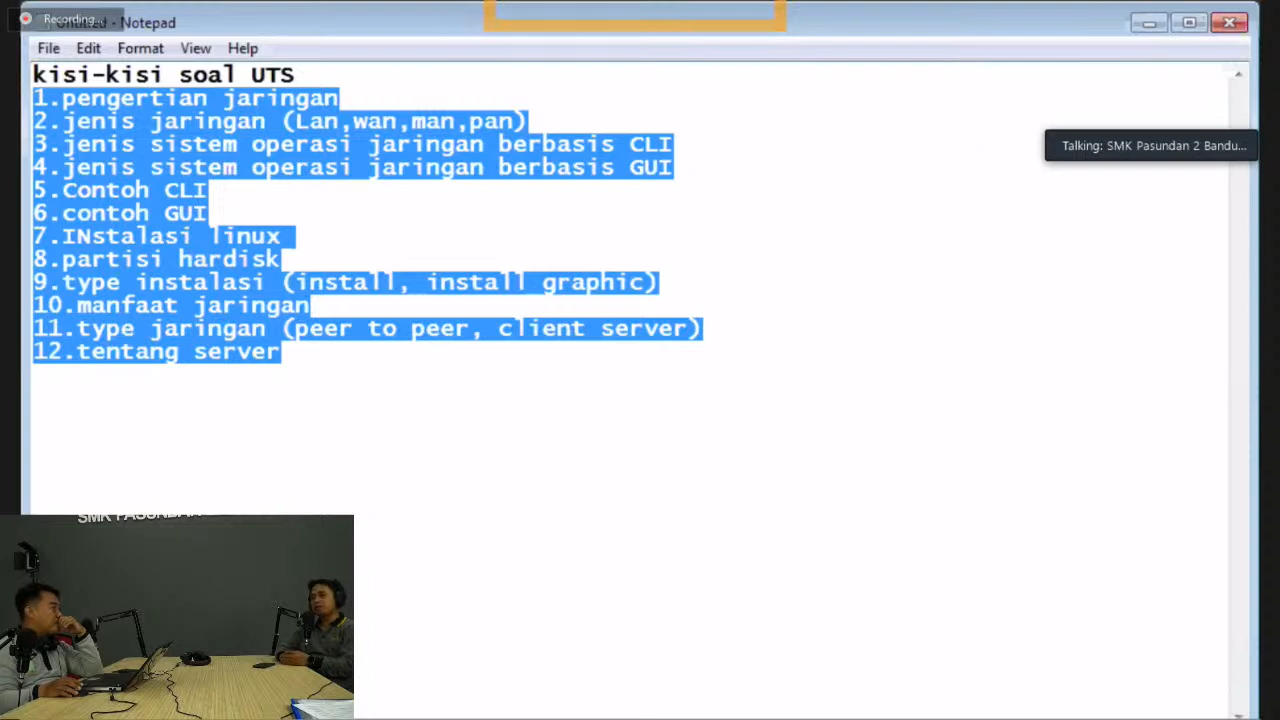 Recording...
Untitled - Notepad
File Edit Format View Help
kisi-kisi soal UTS
1.pengertian jaringan
2.jenis jaringan (Lan,wan,man,pan)
3.jenis sistem operasi jaringan berbasis CLI
4.jenis sistem operasi jaringan berbasis GUI
5.Contoh CLI
6.contoh GUI
7.INstalasi linux
8.partisi hardisk
9.type instalasi (install, install graphic)
10.manfaat jaringan
11.type jaringan (peer to peer, client server)
12.tentang server
Talking: SMK Pasundan 2 Bandu...
SMK PASUNDAN